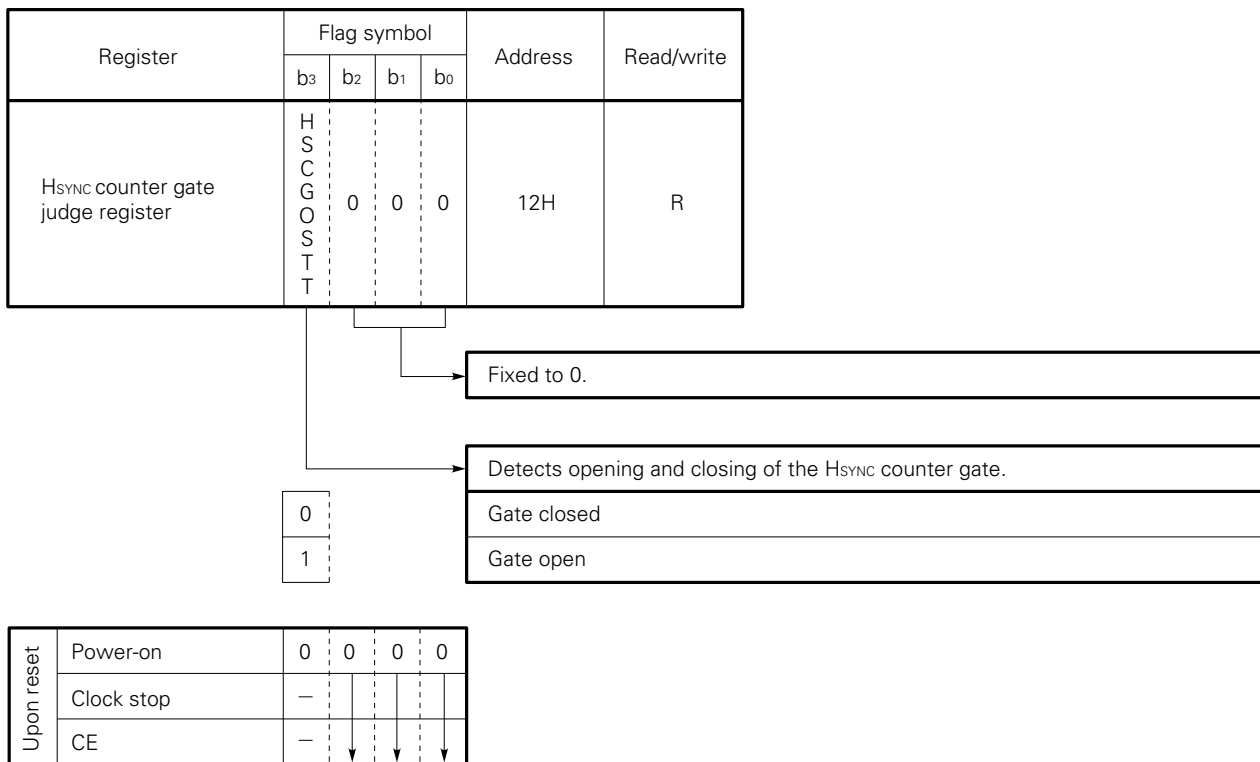 Register
Flag symbol
Address
Read/write
b3
b2
b1
b0
HSYNC counter gate
judge register
H
S
C
G
O
S
T
T
0
0
0
12H
R
Fixed to 0.
Detects opening and closing of the HSYNC counter gate.
0
Gate closed
1
Gate open
Upon reset
Power-on
0
0
0
0
Clock stop
–
CE
–